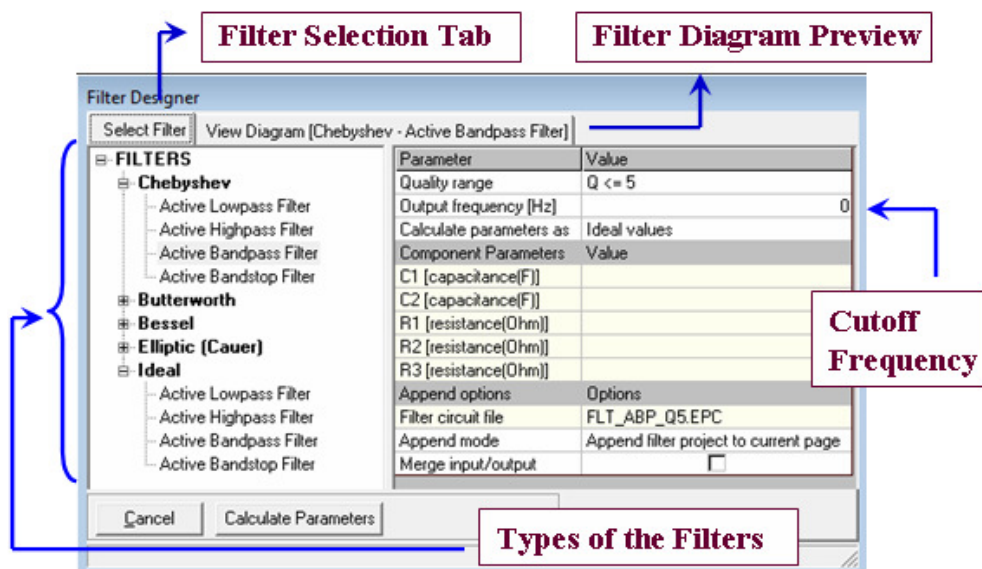 Filter Selection Tab
Filter Diagram Preview
Filter Designer
Select Filter
View Diagram [Chebyshev - Active Bandpass Filter]
FILTERS
Chebyshev
Active Lowpass Filter
Active Highpass Filter
Active Bandpass Filter
Active Bandstop Filter
Butterworth
Bessel
Elliptic (Cauer)
Ideal
Active Lowpass Filter
Active Highpass Filter
Active Bandpass Filter
Active Bandstop Filter
Parameter Value
Quality range Q <= 5
Output frequency [Hz] 0
Calculate parameters as Ideal values
Component Parameters Value
C1 [capacitance(F)]
C2 [capacitance(F)]
R1 [resistance(Ohm)]
R2 [resistance(Ohm)]
R3 [resistance(Ohm)]
Append options Options
Filter circuit file FLT_ABP_Q5.EPC
Append mode Append filter project to current page
Merge input/output
Cutoff
Frequency
Cancel
Calculate Parameters
Types of the Filters